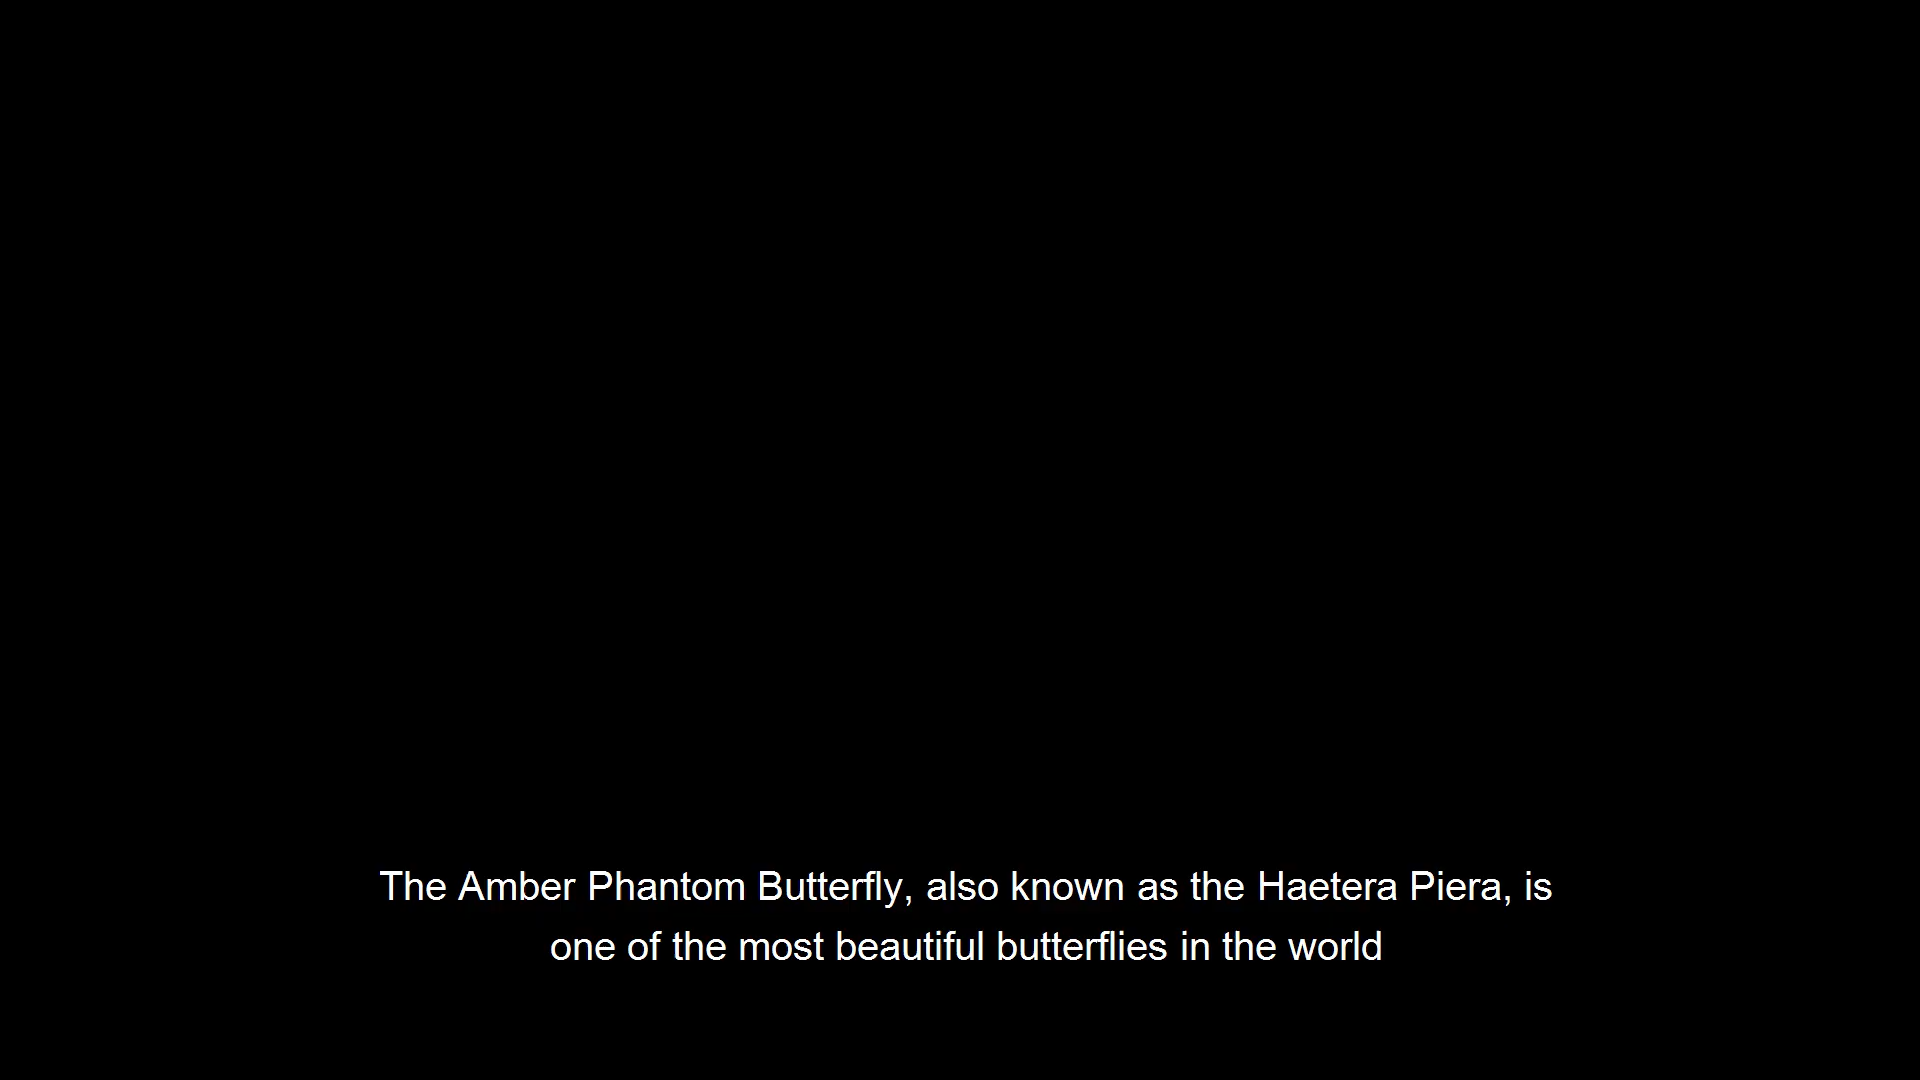 The Amber Phantom Butterfly, also known as the Haetera Piera, is
one of the most beautiful butterflies in the world